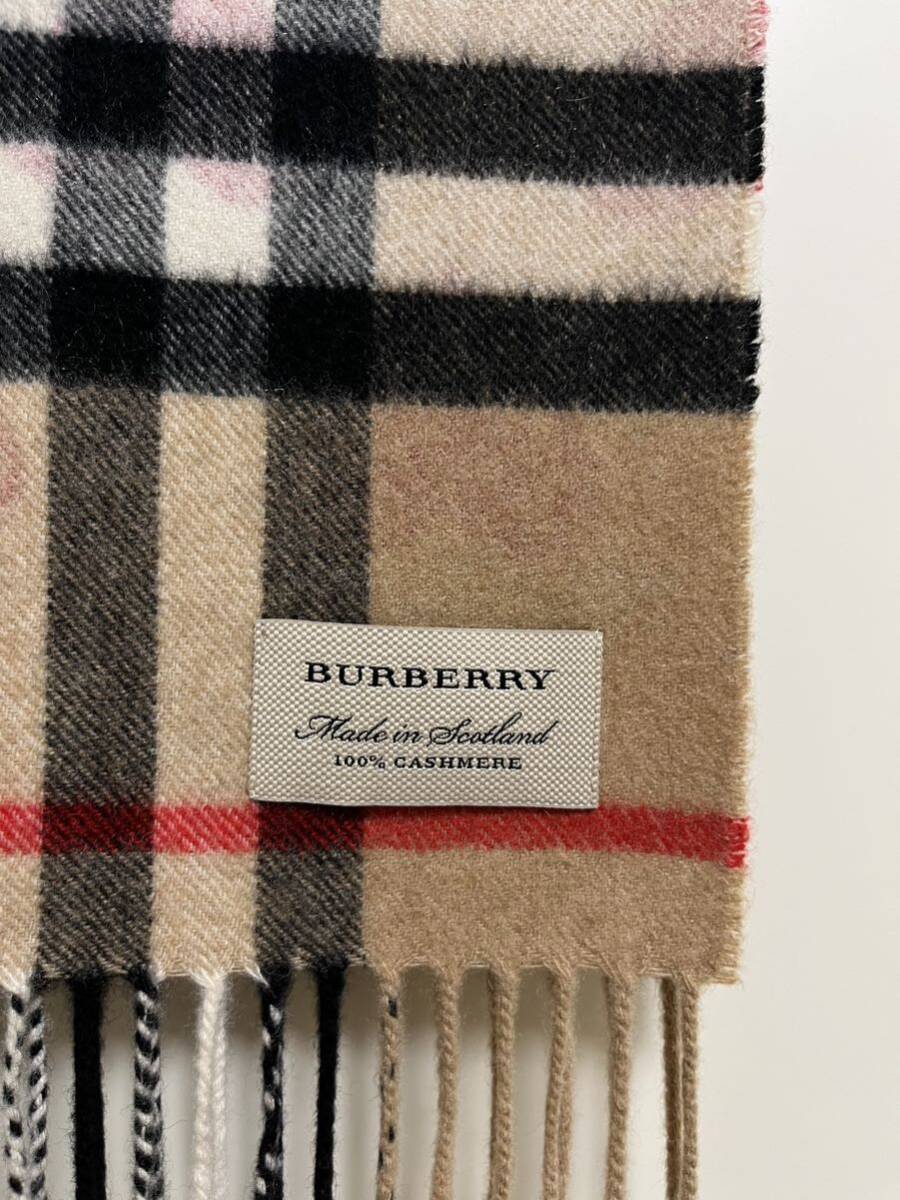 BURBERRY
Made in Scotland
100% CASHMERE